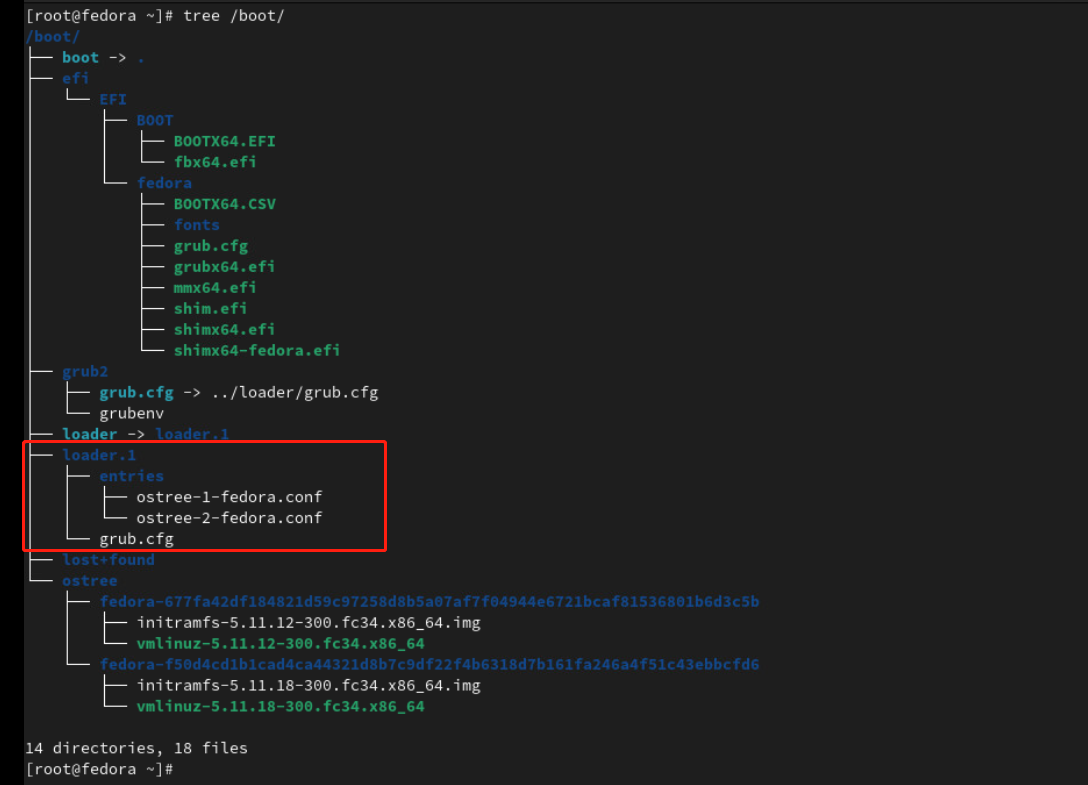 [root@fedora ~]# tree /boot/
/boot/
├── boot -> .
├── efi
│   └── EFI
│       ├── BOOT
│       │   ├── BOOTX64.EFI
│       │   └── fbx64.efi
│       └── fedora
│           ├── BOOTX64.CSV
│           ├── fonts
│           ├── grub.cfg
│           ├── grubx64.efi
│           ├── mmx64.efi
│           ├── shim.efi
│           ├── shimx64.efi
│           └── shimx64-fedora.efi
├── grub2
│   ├── grub.cfg -> ../loader/grub.cfg
│   └── grubenv
├── loader -> loader.1
├── loader.1
│   ├── entries
│   │   ├── ostree-1-fedora.conf
│   │   └── ostree-2-fedora.conf
│   └── grub.cfg
├── lost+found
└── ostree
    ├── fedora-677fa42df184821d59c97258d8b5a07af7f04944e6721bcaf81536801b6d3c5b
    │   ├── initramfs-5.11.12-300.fc34.x86_64.img
    │   └── vmlinuz-5.11.12-300.fc34.x86_64
    └── fedora-f50d4cd1b1cad4ca44321d8b7c9df22f4b6318d7b161fa246a4f51c43ebbcfd6
        ├── initramfs-5.11.18-300.fc34.x86_64.img
        └── vmlinuz-5.11.18-300.fc34.x86_64

14 directories, 18 files
[root@fedora ~]#